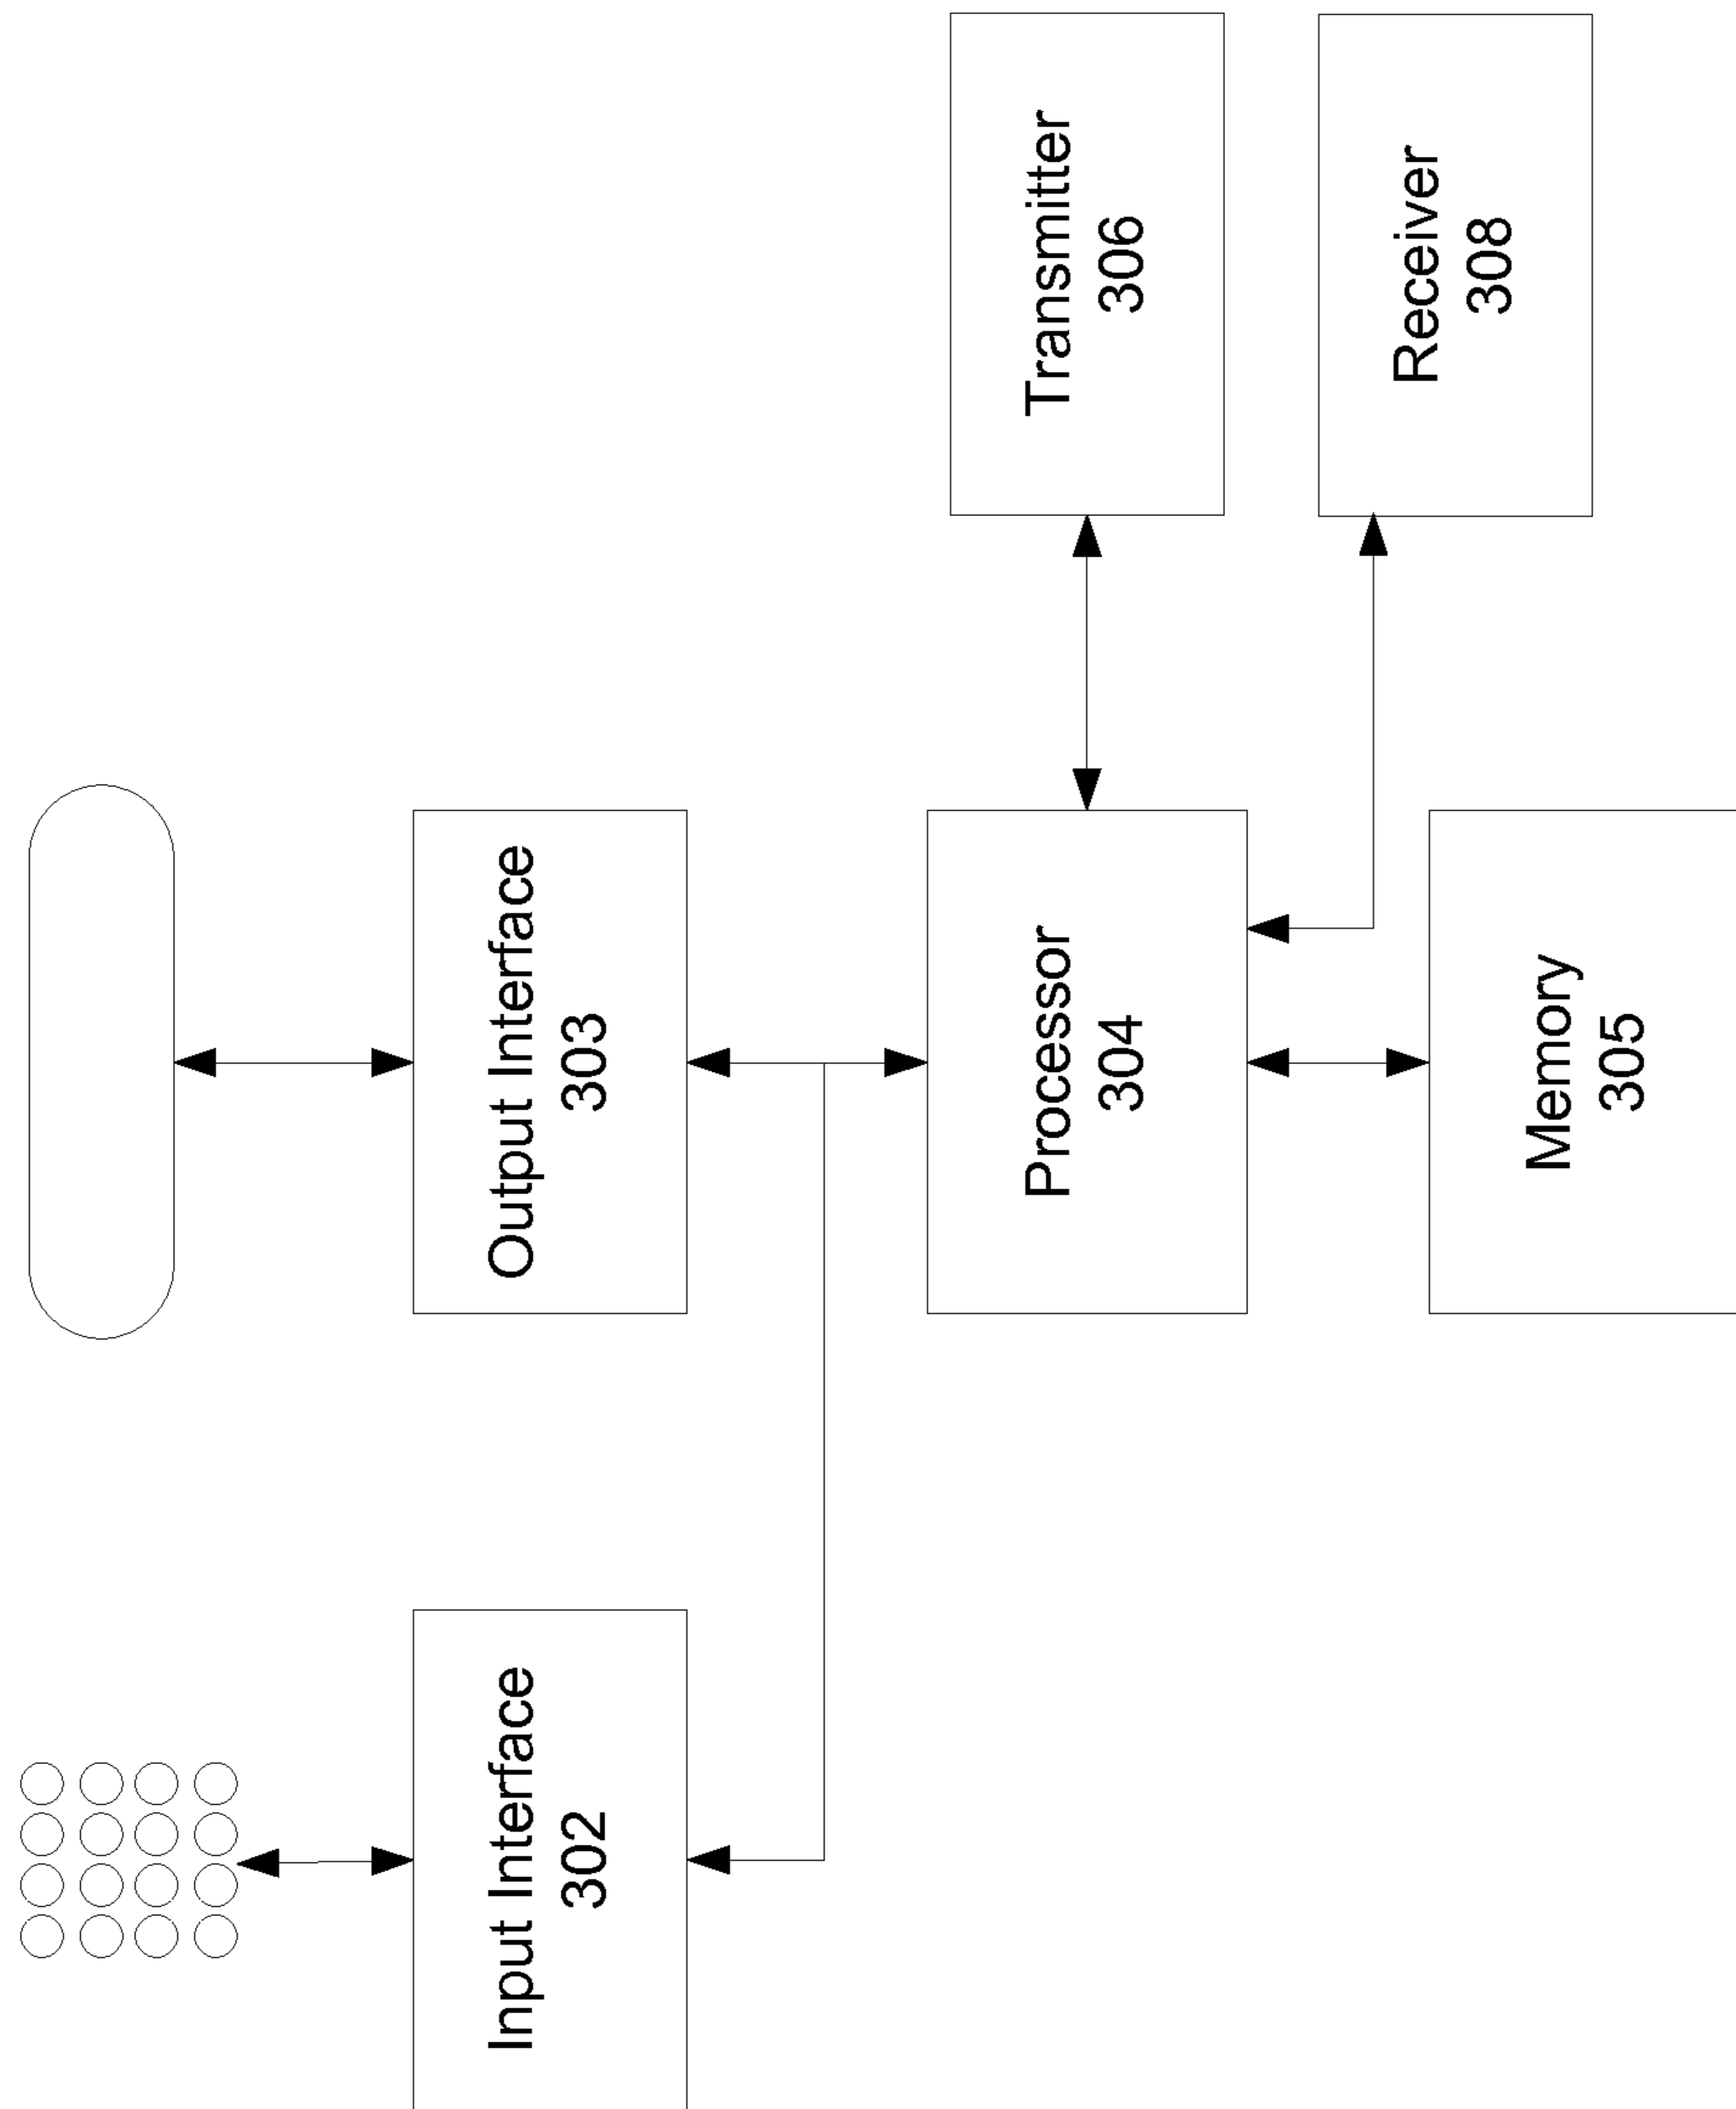 Input Interface
302
Output Interface
303
Processor
304
Memory
305
Transmitter
306
Receiver
308